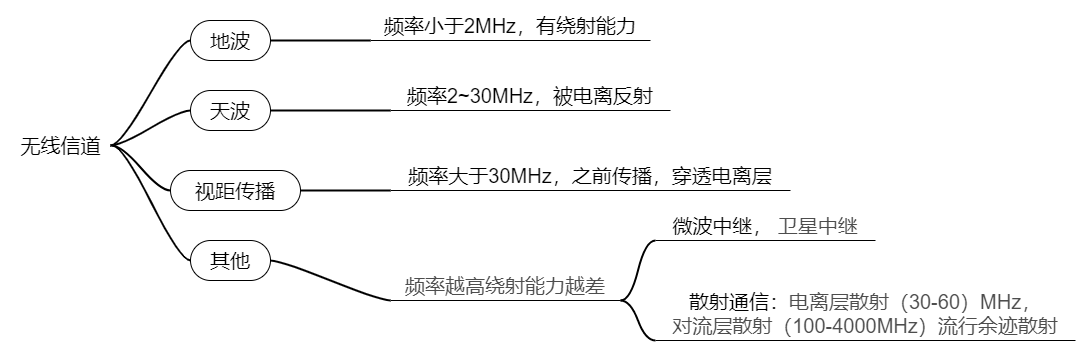 无线信道
地波
频率小于2MHz，有绕射能力
天波
频率2~30MHz，被电离反射
视距传播
频率大于30MHz，之前传播，穿透电离层
其他
频率越高绕射能力越差
微波中继， 卫星中继
散射通信：电离层散射（30-60）MHz，
对流层散射（100-4000MHz）流行余迹散射